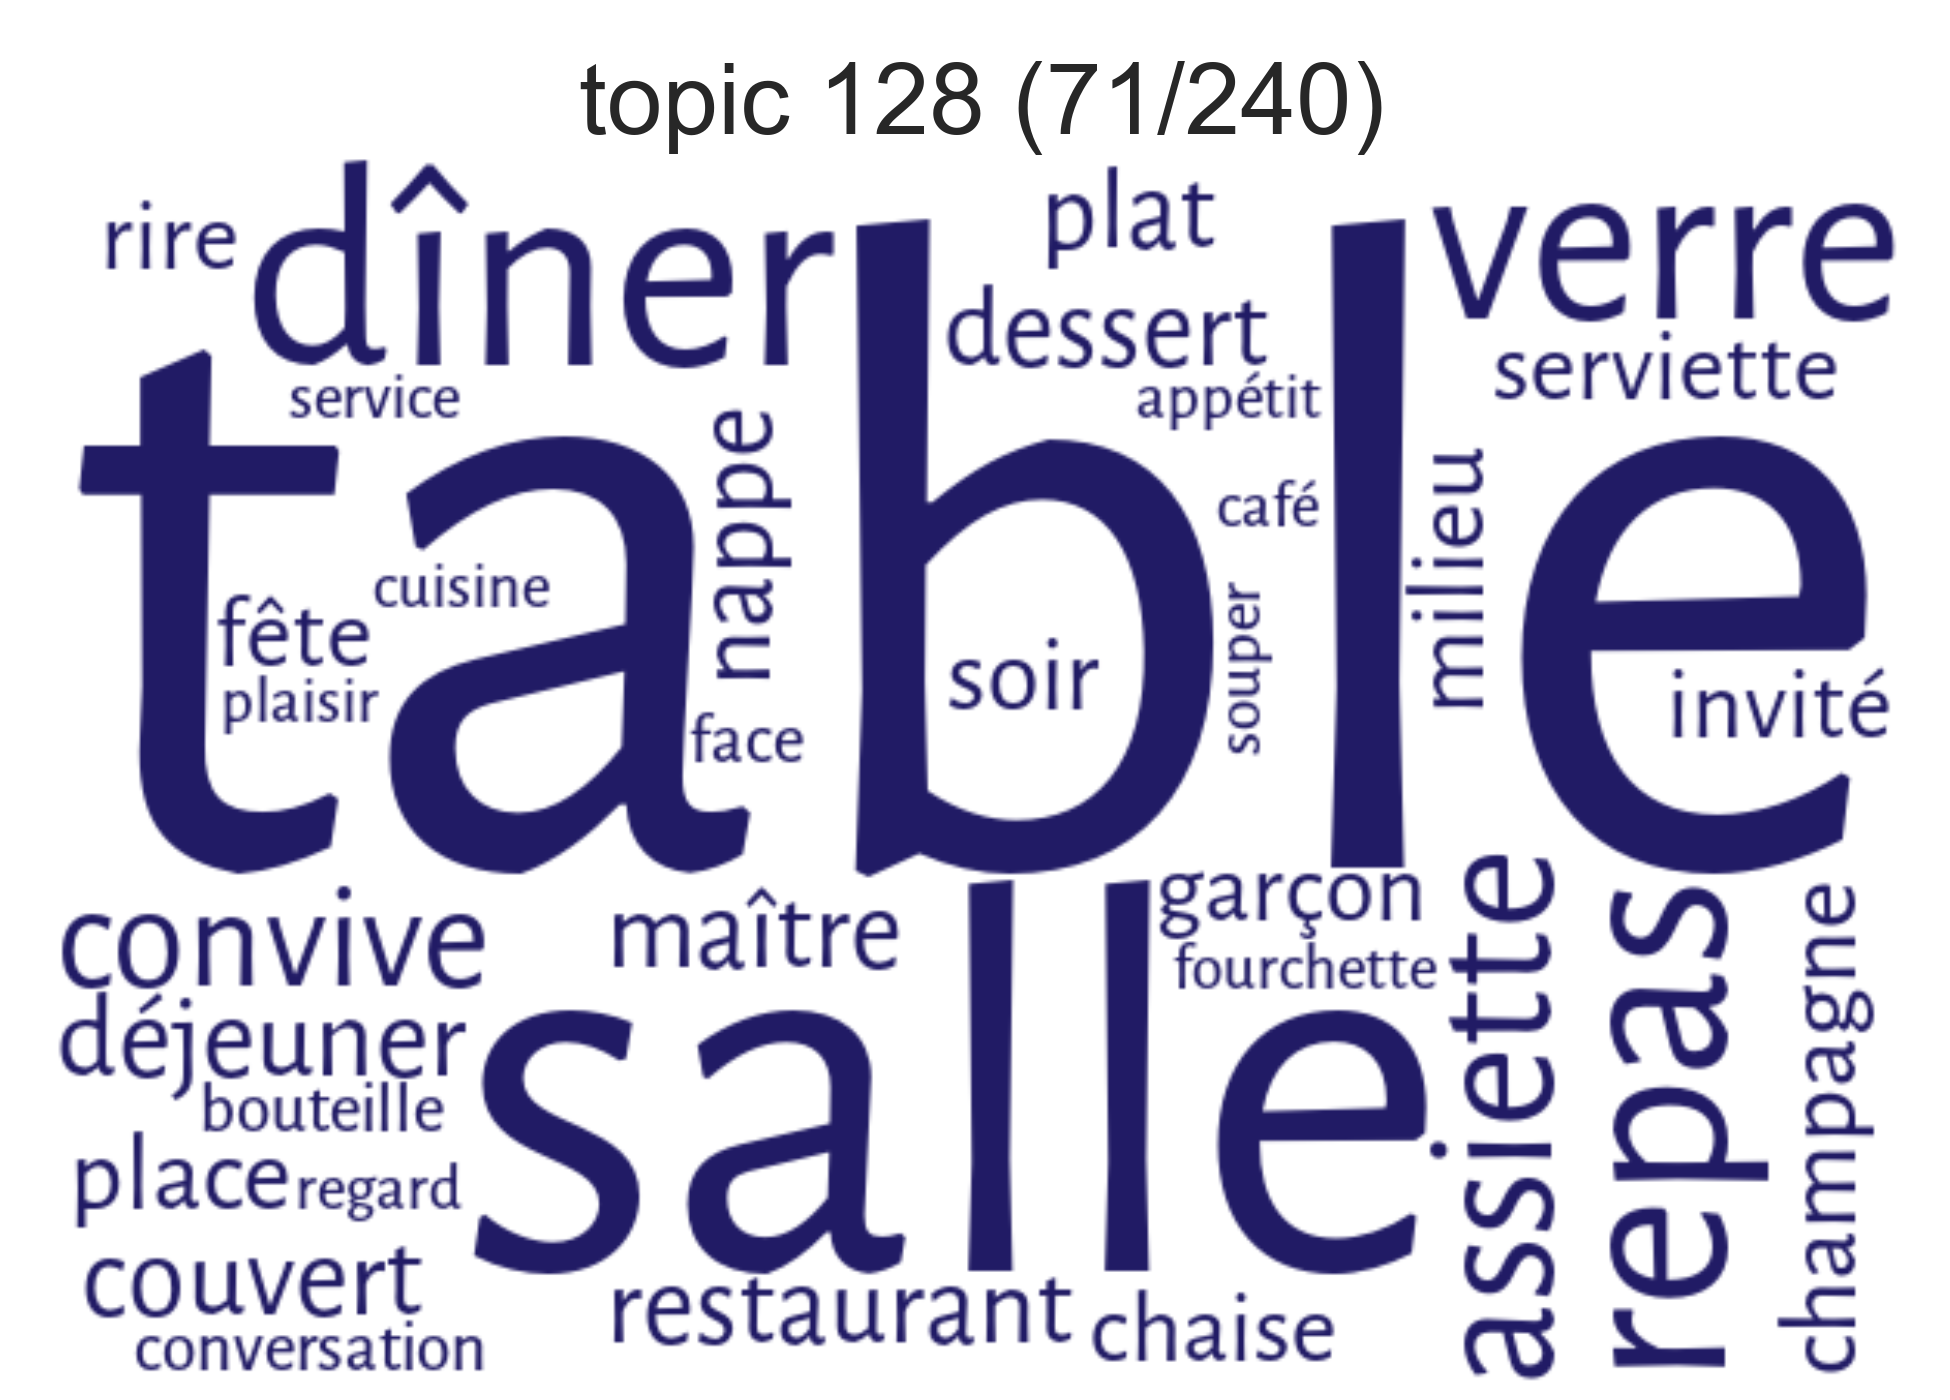 topic 128 (71/240)
rire
dîner
plat
verre
dessert
serviette
service
appétit
table
nappe
café
milieu
cuisine
fête
souper
soir
plaisir
face
invité
convive
maître
garçon
fourchette
assiette
repas
champagne
déjeuner
salle
bouteille
place
regard
couvert
restaurant
chaise
conversation